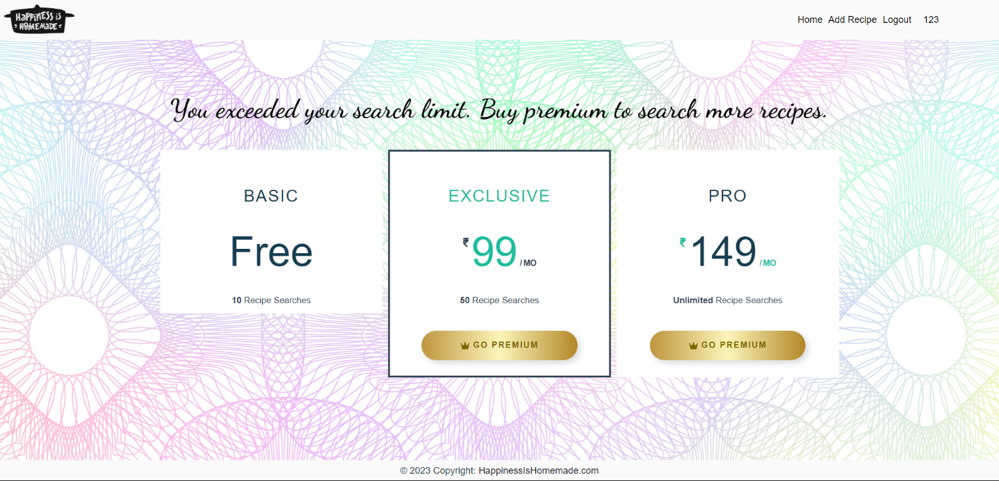 HAPPINESS iS
HOMEMADE
Home Add Recipe Logout 123
You exceeded your search limit. Buy premium to search more recipes.
BASIC
Free
10 Recipe Searches
EXCLUSIVE
₹99/MO
50 Recipe Searches
GO PREMIUM
PRO
₹149/MO
Unlimited Recipe Searches
GO PREMIUM
© 2023 Copyright: HappinessIsHomemade.com